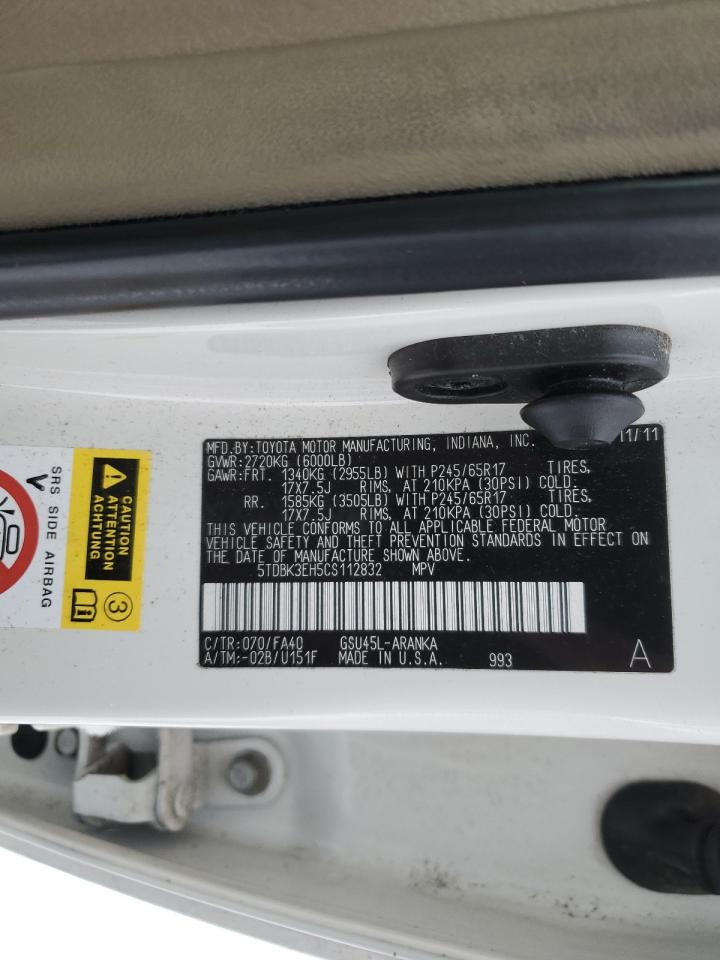 MFD.BY:TOYOTA MOTOR MANUFACTURING, INDIANA, INC. 11/11
GVWR:2720KG (6000LB)
GAWR:FRT. 1340KG (2955LB) WITH P245/65R17 TIRES,
17X7.5J RIMS, AT 210KPA (30PSI) COLD.
RR. 1585KG (3505LB) WITH P245/65R17 TIRES,
17X7.5J RIMS, AT 210KPA (30PSI) COLD.
THIS VEHICLE CONFORMS TO ALL APPLICABLE FEDERAL MOTOR
VEHICLE SAFETY AND THEFT PREVENTION STANDARDS IN EFFECT ON
THE DATE OF MANUFACTURE SHOWN ABOVE.
5TDBK3EH5CS112832 MPV
C/TR:070/FA40 GSU45L-ARANKA
A/TM:-02B/U151F MADE IN U.S.A. 993 A
SRS SIDE AIRBAG
CAUTION
ATTENTION
ACHTUNG
i
3